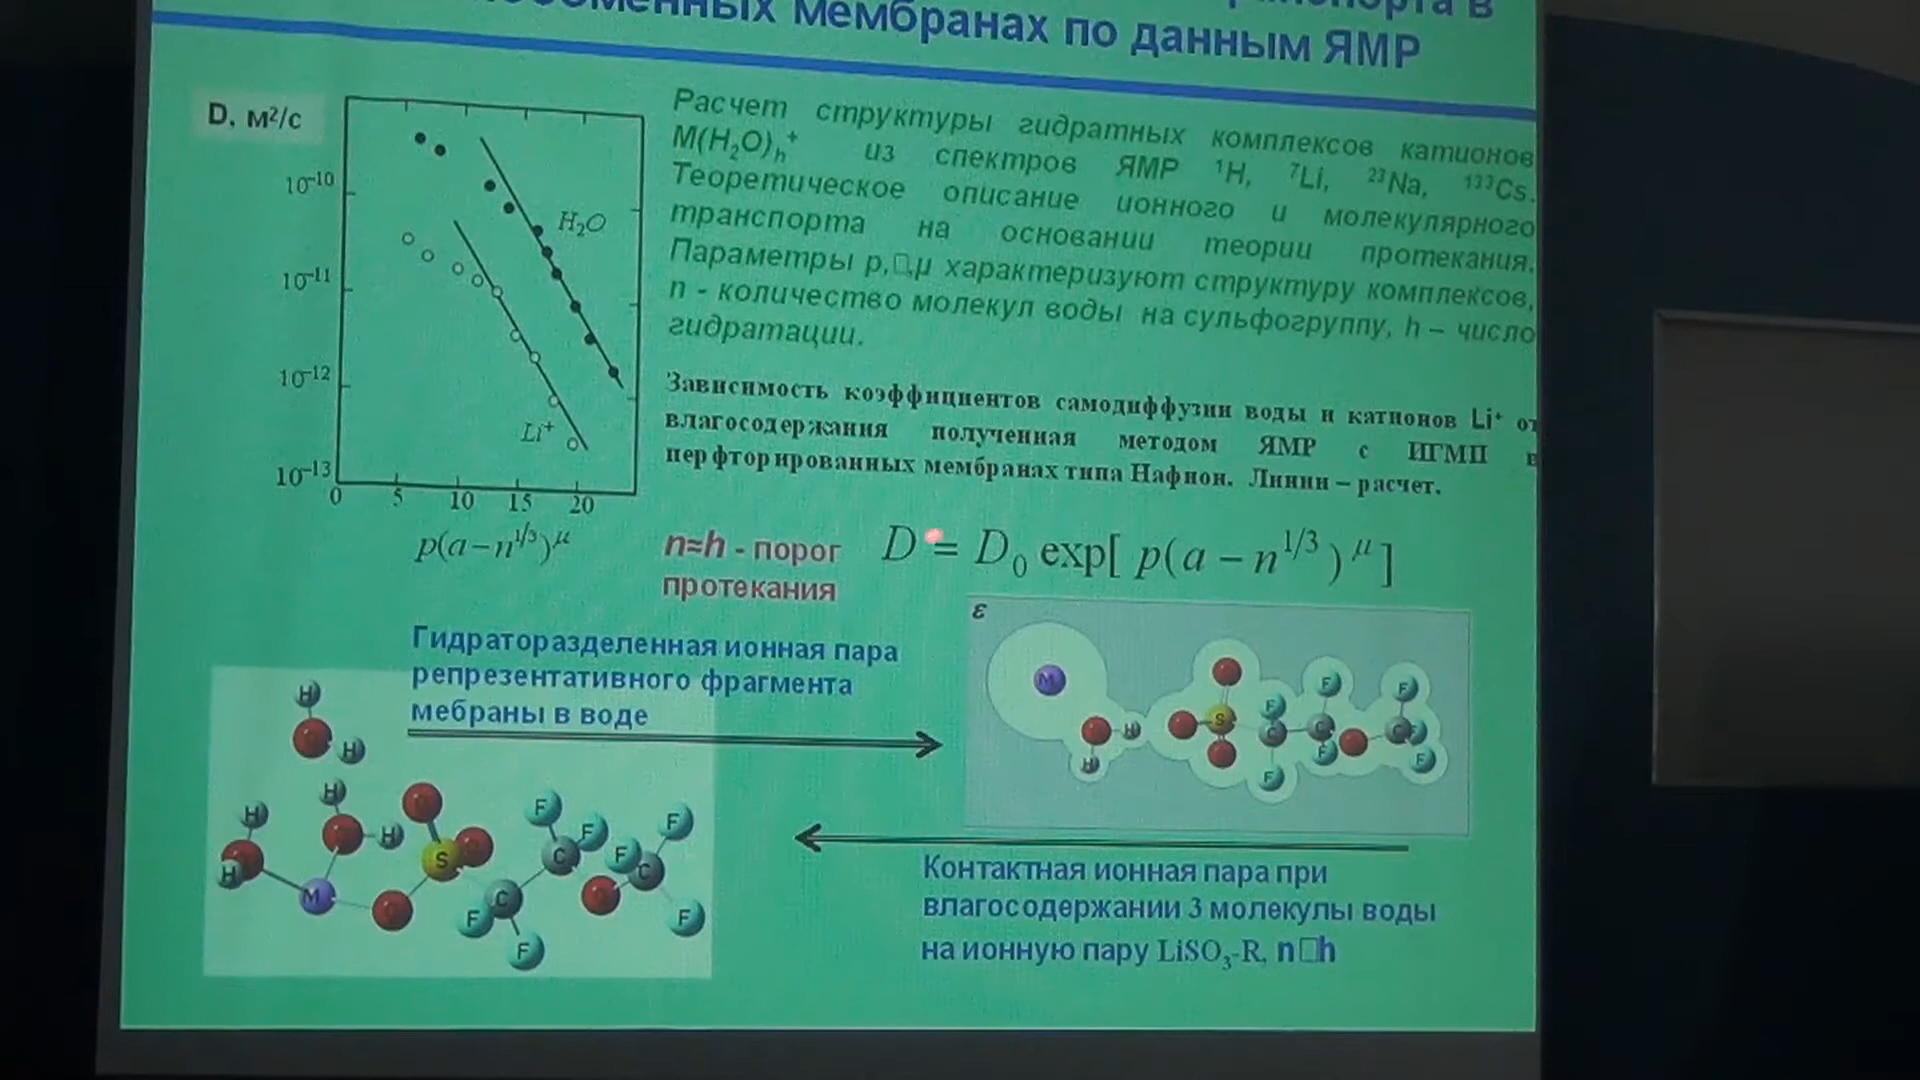 мембранах по данным ЯМР
D, м²/с
10⁻¹⁰
10⁻¹¹
10⁻¹²
10⁻¹³
0 5 10 15 20
H₂O
Li⁺
p(a – n^1/3)^μ
Расчет структуры гидратных комплексов катионов
M(H₂O)ₕ⁺ из спектров ЯМР ¹H, ⁷Li, ²³Na, ¹³³Cs.
Теоретическое описание ионного и молекулярного
транспорта на основании теории протекания.
Параметры p,□,μ характеризуют структуру комплексов,
n - количество молекул воды на сульфогруппу, h – число
гидратации.
Зависимость коэффициентов самодиффузии воды и катионов Li⁺ от
влагосодержания полученная методом ЯМР с ИГМП в
перфторированных мембранах типа Нафион. Линии – расчет.
n≈h - порог
протекания
D = D₀ exp[ p(a – n^1/3)^μ ]
Гидраторазделенная ионная пара
репрезентативного фрагмента
мебраны в воде
ε
M
H
H
S
F
C
F
F
C
F
F
C
F
F
H
H
H
H
H
H
M
S
C
F
F
C
F
F
F
C
F
F
Контактная ионная пара при
влагосодержании 3 молекулы воды
на ионную пару LiSO₃-R, n□h